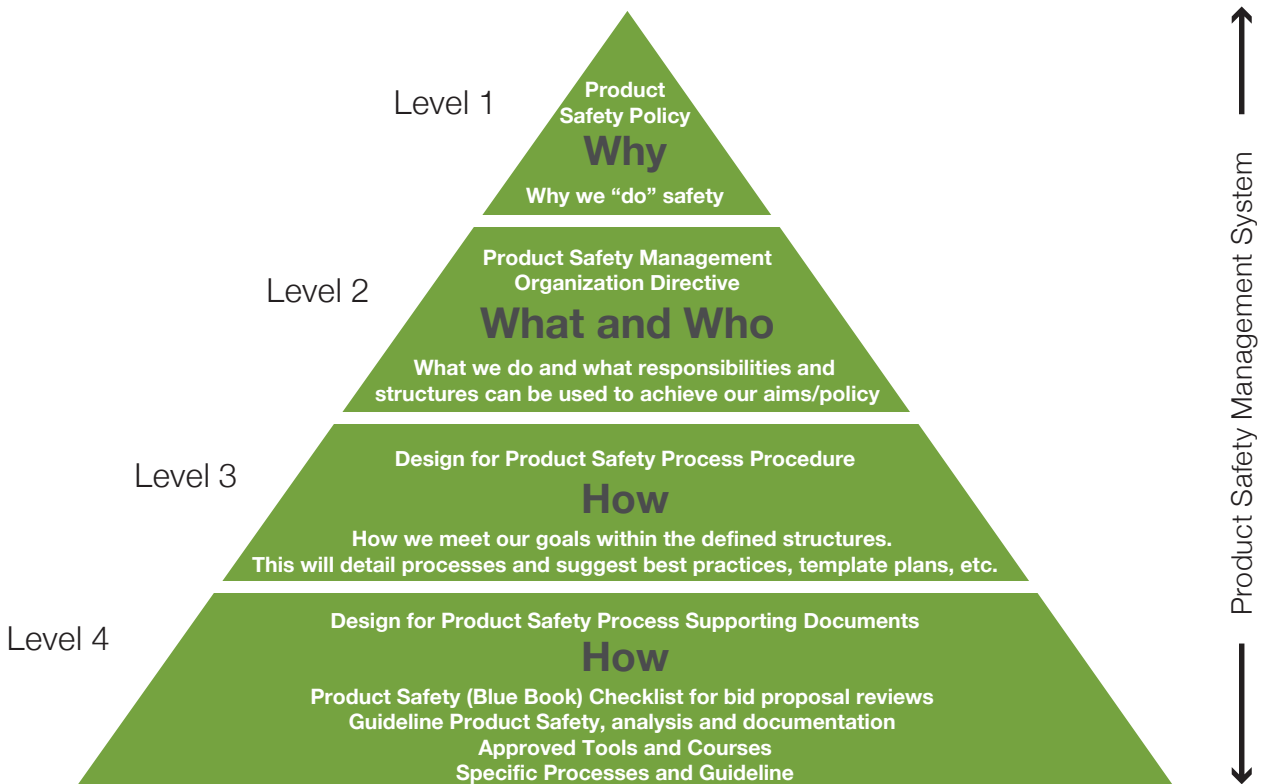 Level 1
Product
Safety Policy
Why
Why we “do” safety
Level 2
Product Safety Management
Organization Directive
What and Who
What we do and what responsibilities and
structures can be used to achieve our aims/policy
Level 3
Design for Product Safety Process Procedure
How
How we meet our goals within the defined structures.
This will detail processes and suggest best practices, template plans, etc.
Level 4
Design for Product Safety Process Supporting Documents
How
Product Safety (Blue Book) Checklist for bid proposal reviews
Guideline Product Safety, analysis and documentation
Approved Tools and Courses
Specific Processes and Guideline
Product Safety Management System